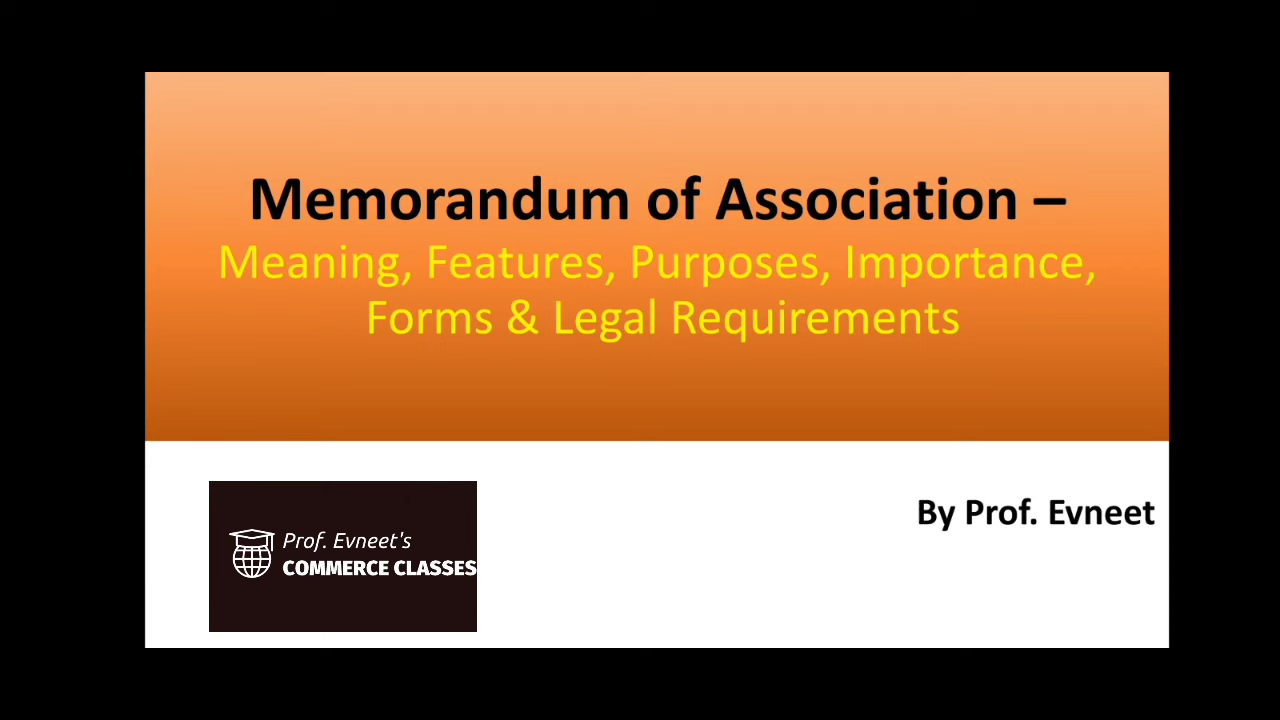 Memorandum of Association –
Meaning, Features, Purposes, Importance,
Forms & Legal Requirements
By Prof. Evneet
Prof. Evneet's
COMMERCE CLASSES